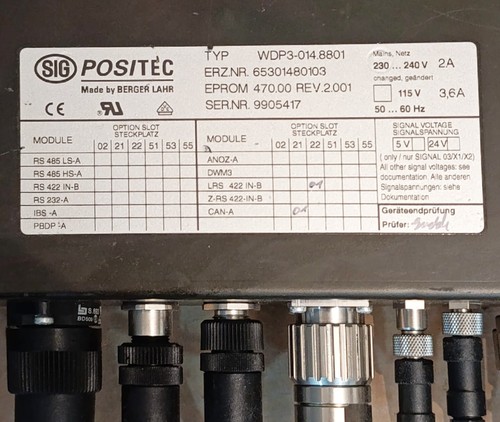 SIG POSITEC
Made by BERGER LAHR
CE
TYP WDP3-014.8801
ERZ.NR. 65301480103
EPROM 470.00 REV.2.001
SER.NR. 9905417
Mains, Netz
230 ... 240 V 2A
changed, geändert
115 V 3,6A
50 ... 60 Hz
MODULE
OPTION SLOT
STECKPLATZ
02 21 22 51 53 55
RS 485 LS-A
RS 485 HS-A
RS 422 IN-B
RS 232-A
IBS -A
PBDP -A
MODULE
OPTION SLOT
STECKPLATZ
02 21 22 51 53 55
ANOZ-A
DWM3
LRS 422 IN-B 01
Z-RS 422 IN-B
CAN-A 01
SIGNAL VOLTAGE
SIGNALSPANNUNG
5 V 24 V
( only / nur SIGNAL 03/X1/X2)
All other signal voltages: see
documentation. Alle anderen
Signalspannungen: siehe
Dokumentation
Geräteendprüfung
Prüfer: